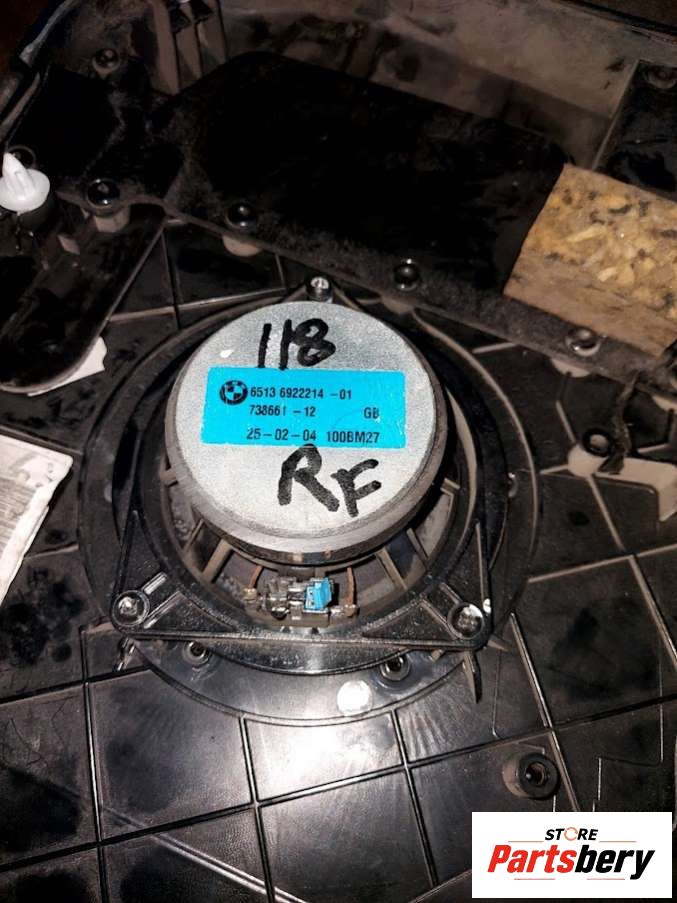 118
6513 6922214-01
738661-12 GB
25-02-04 100BM27
RF
STORE
Partsbery